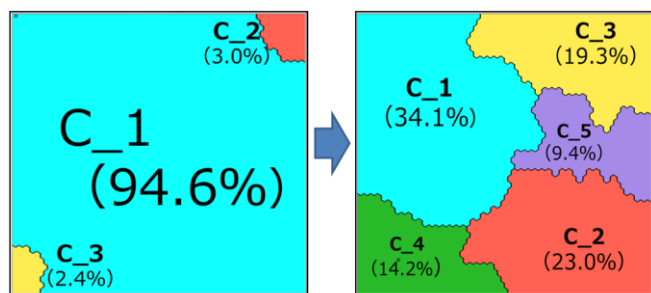 C_2
(3.0%)
C_1
(94.6%)
C_3
(2.4%)
C_3
(19.3%)
C_1
(34.1%)
C_5
(9.4%)
C_4
(14.2%)
C_2
(23.0%)